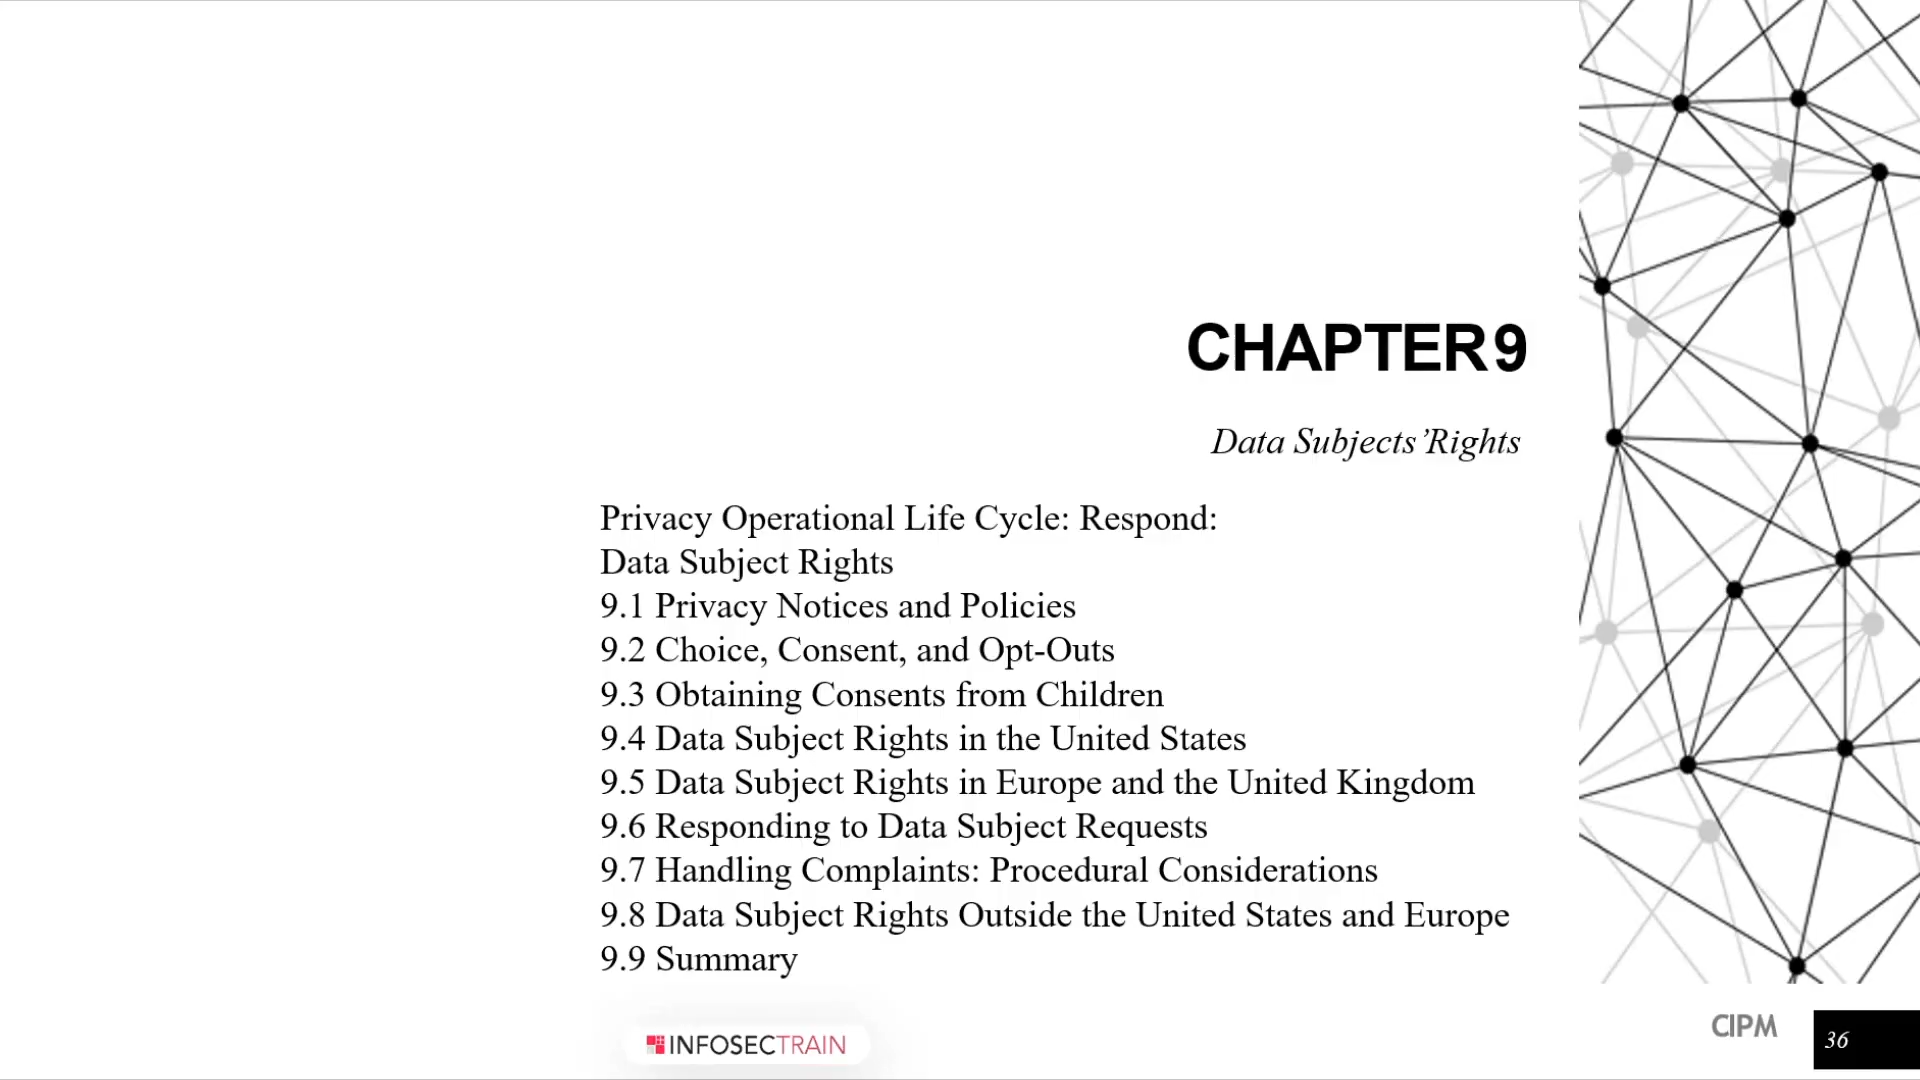 CHAPTER 9
Data Subjects’Rights
Privacy Operational Life Cycle: Respond:
Data Subject Rights
9.1 Privacy Notices and Policies
9.2 Choice, Consent, and Opt-Outs
9.3 Obtaining Consents from Children
9.4 Data Subject Rights in the United States
9.5 Data Subject Rights in Europe and the United Kingdom
9.6 Responding to Data Subject Requests
9.7 Handling Complaints: Procedural Considerations
9.8 Data Subject Rights Outside the United States and Europe
9.9 Summary
INFOSECTRAIN
CIPM
36